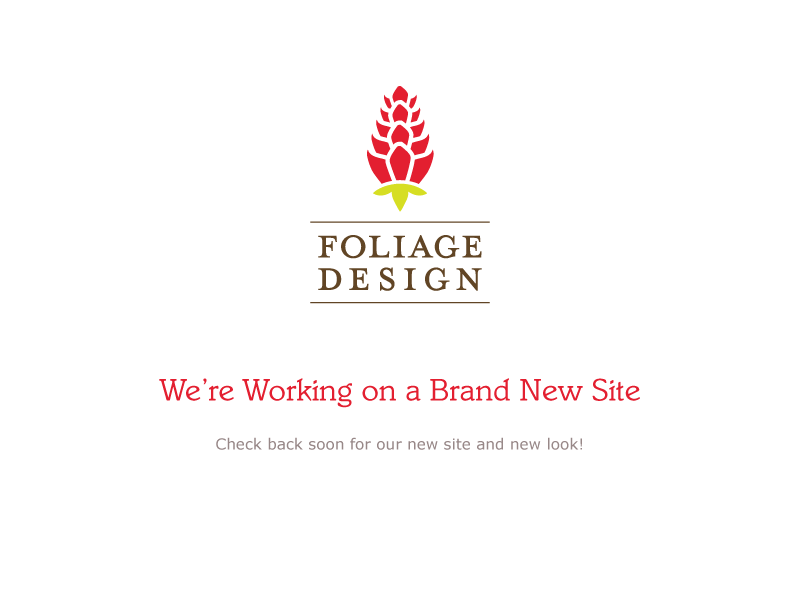 FOLIAGE
DESIGN
We're Working on a Brand New Site
Check back soon for our new site and new look!